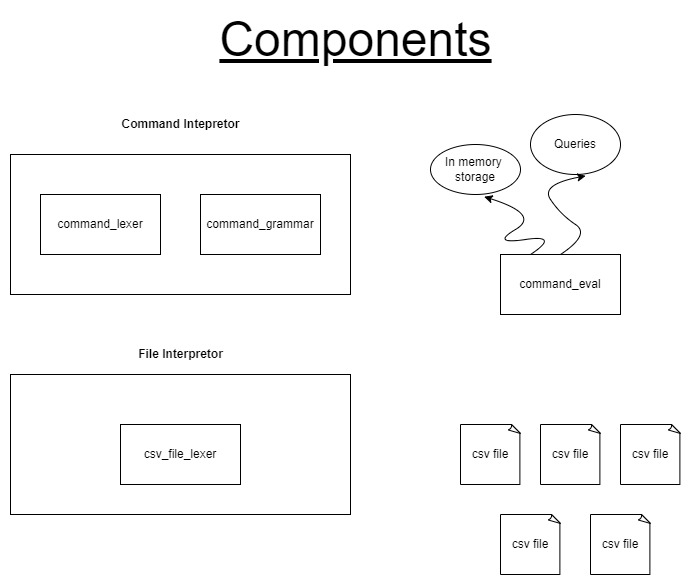 Components
Command Intepretor
command_lexer
command_grammar
In memory
storage
Queries
command_eval
File Interpretor
csv_file_lexer
csv file
csv file
csv file
csv file
csv file